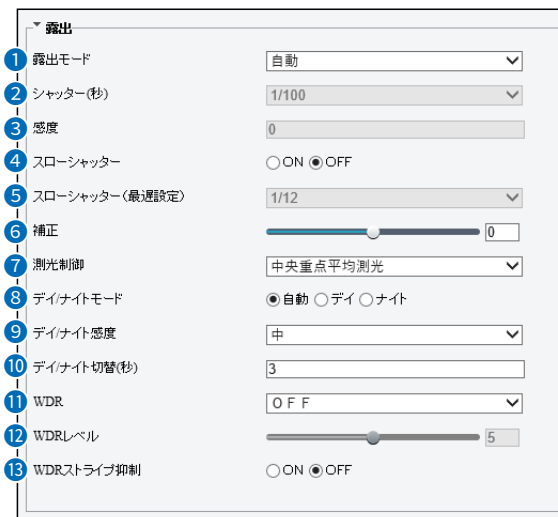 露出
1 露出モード 自動
2 シャッター(秒) 1/100
3 感度 0
4 スローシャッター ON OFF
5 スローシャッター(最遅設定) 1/12
6 補正 0
7 測光制御 中央重点平均測光
8 デイ/ナイトモード 自動 デイ ナイト
9 デイ/ナイト感度 中
10 デイ/ナイト切替(秒) 3
11 WDR OFF
12 WDRレベル 5
13 WDRストライプ抑制 ON OFF